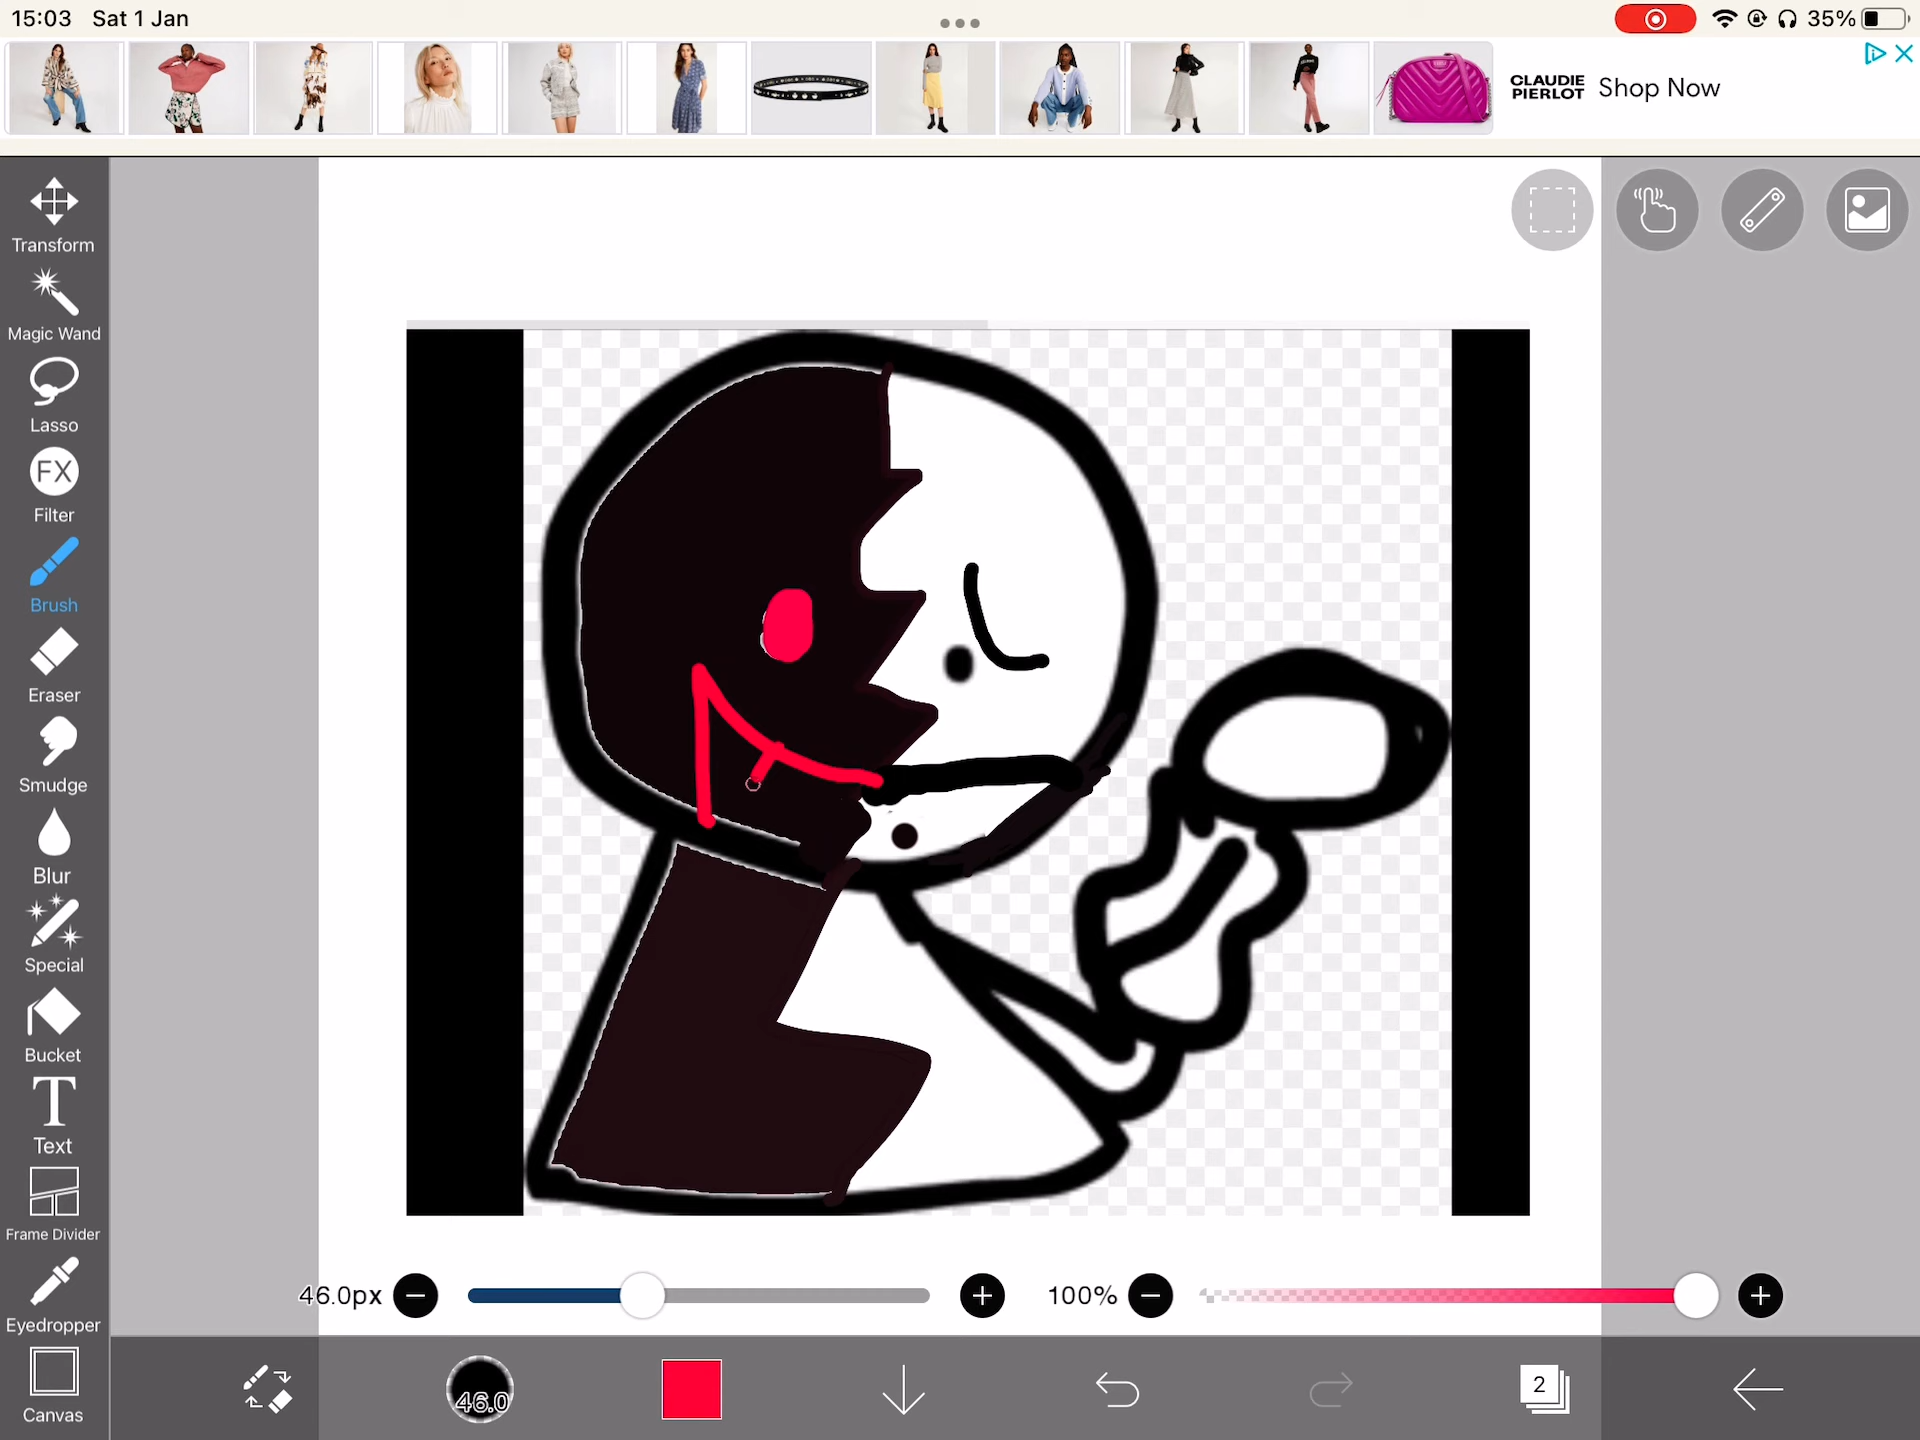 15:03 Sat 1 Jan
35%
CLAUDIE
PIERLOT
Shop Now
Transform
Magic Wand
Lasso
FX
Filter
Brush
Eraser
Smudge
Blur
Special
Bucket
T
Text
Frame Divider
Eyedropper
Canvas
46.0px
100%
46.0
2